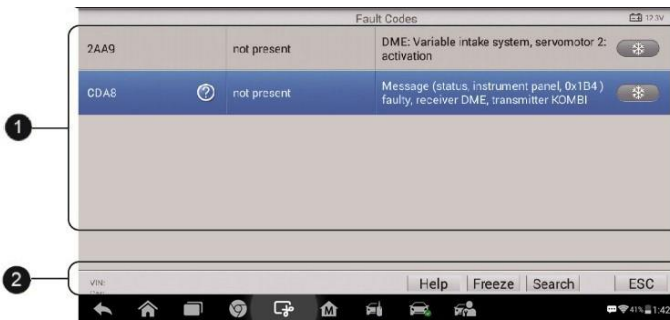 Fault Codes 12.3V
2AA9 not present DME: Variable intake system, servomotor 2:
activation
CDA8 ? not present Message (status, instrument panel, 0x1B4 )
faulty, receiver DME, transmitter KOMBI
1
2
VIN:
Help Freeze Search ESC
M 41% 1:42